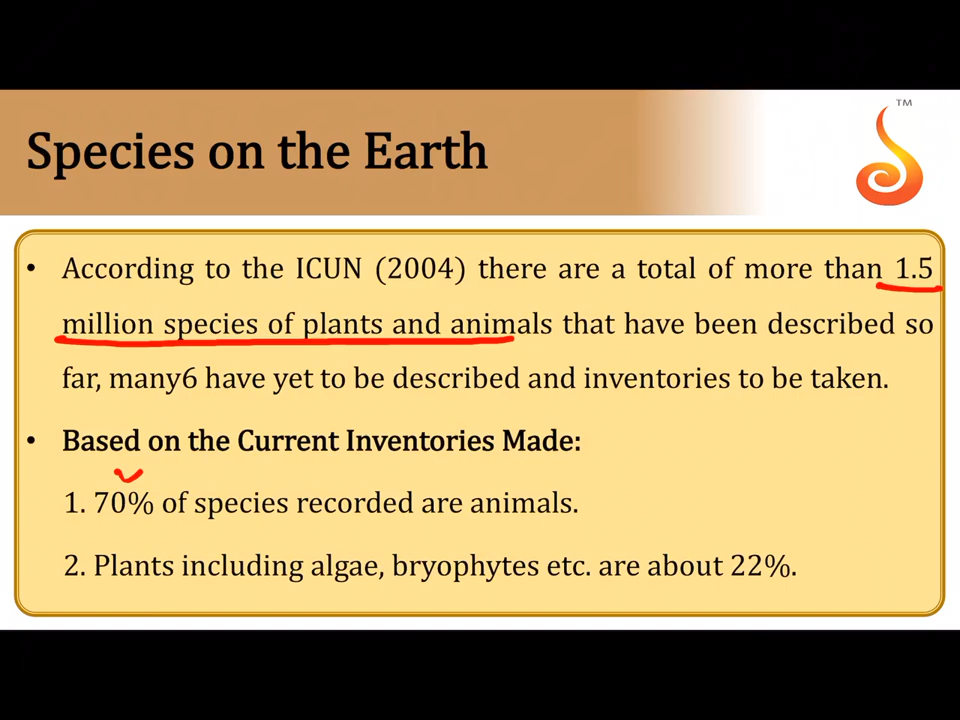 TM
Species on the Earth
• According to the ICUN (2004) there are a total of more than 1.5
million species of plants and animals that have been described so
far, many6 have yet to be described and inventories to be taken.
• Based on the Current Inventories Made:
1. 70% of species recorded are animals.
2. Plants including algae, bryophytes etc. are about 22%.